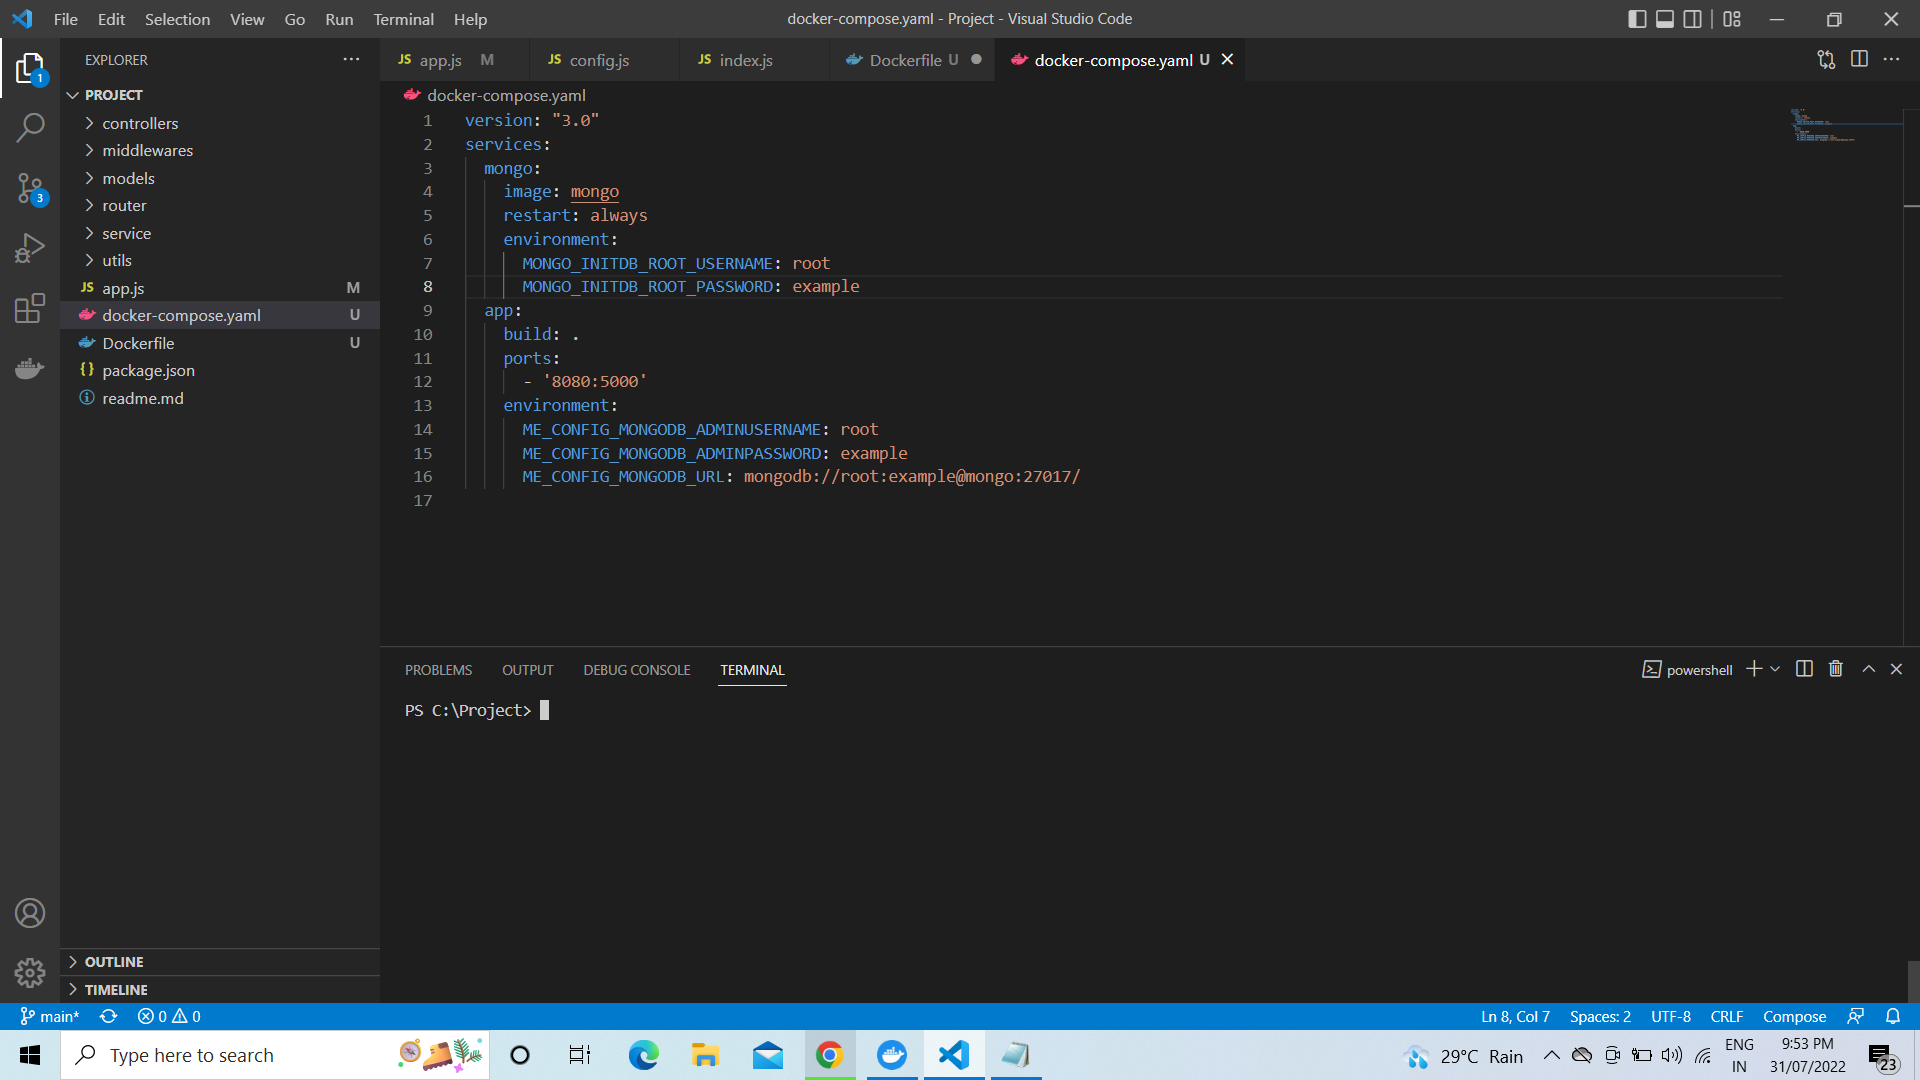 File Edit Selection View Go Run Terminal Help
docker-compose.yaml - Project - Visual Studio Code
EXPLORER
JS app.js M
JS config.js
JS index.js
Dockerfile U
docker-compose.yaml U
1
PROJECT
docker-compose.yaml
controllers
middlewares
models
router
3
service
utils
JS app.js M
docker-compose.yaml U
Dockerfile U
{} package.json
readme.md
1 version: "3.0"
2 services:
3 mongo:
4 image: mongo
5 restart: always
6 environment:
7 MONGO_INITDB_ROOT_USERNAME: root
8 MONGO_INITDB_ROOT_PASSWORD: example
9 app:
10 build: .
11 ports:
12 - '8080:5000'
13 environment:
14 ME_CONFIG_MONGODB_ADMINUSERNAME: root
15 ME_CONFIG_MONGODB_ADMINPASSWORD: example
16 ME_CONFIG_MONGODB_URL: mongodb://root:example@mongo:27017/
17
PROBLEMS OUTPUT DEBUG CONSOLE TERMINAL
powershell
PS C:\Project>
OUTLINE
TIMELINE
main* 0 0
Ln 8, Col 7 Spaces: 2 UTF-8 CRLF Compose
Type here to search
29°C Rain
ENG
IN
9:53 PM
31/07/2022
23